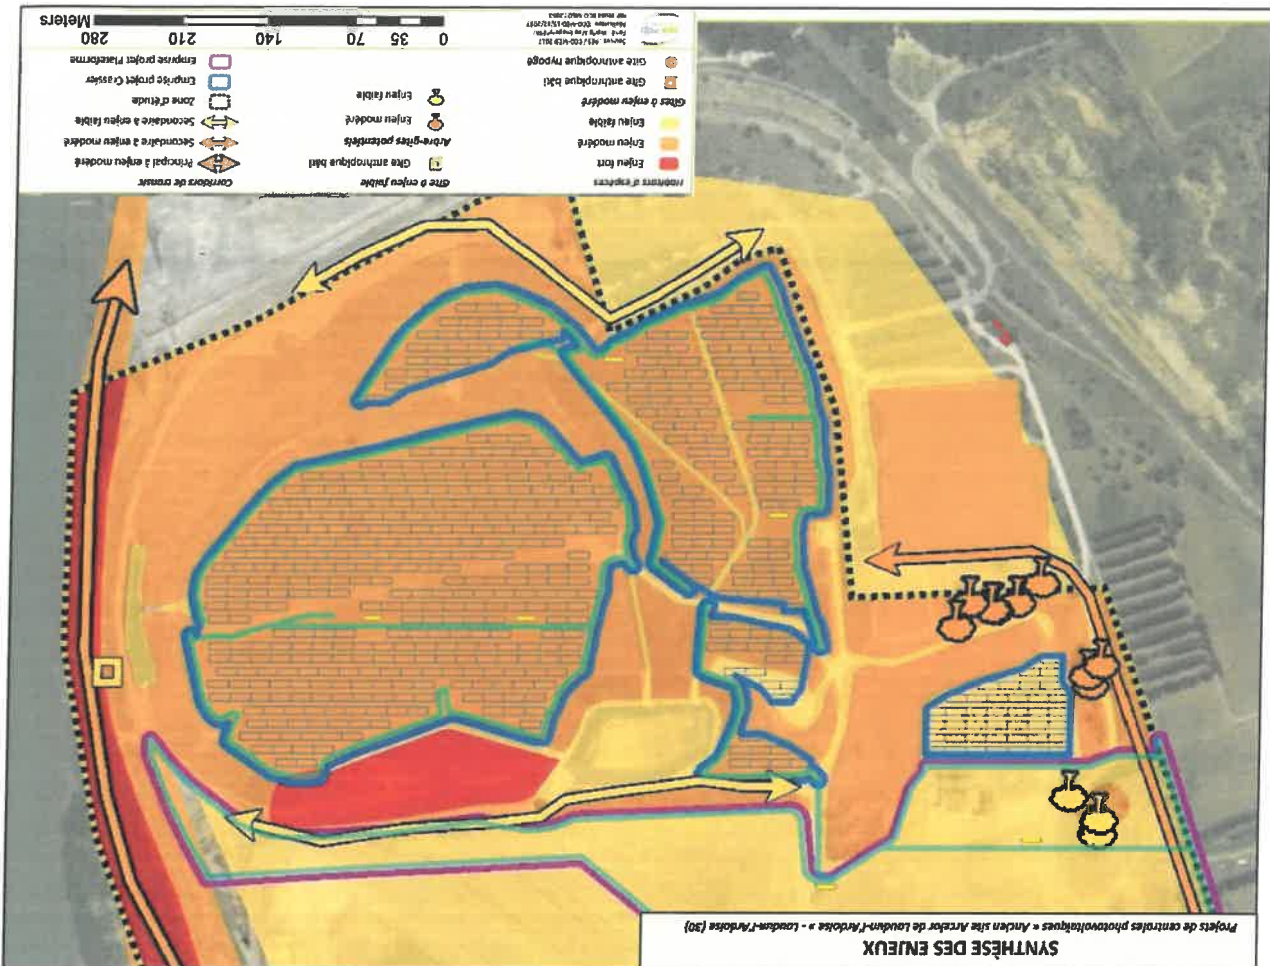 SYNTHÈSE DES ENJEUX
Projets de centrales photovoltaïques « Ancien site Arcelor de Laudun-l'Ardoise » - Laudun-l'Ardoise (30)
Habitats d'espèces
Enjeu fort
Enjeu modéré
Enjeu faible
Gîtes à enjeu modéré
Gîte anthropique bâti
Gîte anthropique hypogé
Gîte à enjeu faible
Gîte anthropique bâti
Arbre-gîtes potentiels
Enjeu modéré
Enjeu faible
Corridors de transit
Principal à enjeu modéré
Secondaire à enjeu modéré
Secondaire à enjeu faible
Zone d'étude
Emprise projet Crassier
Emprise projet Plateforme
0 35 70 140 210 280
Meters